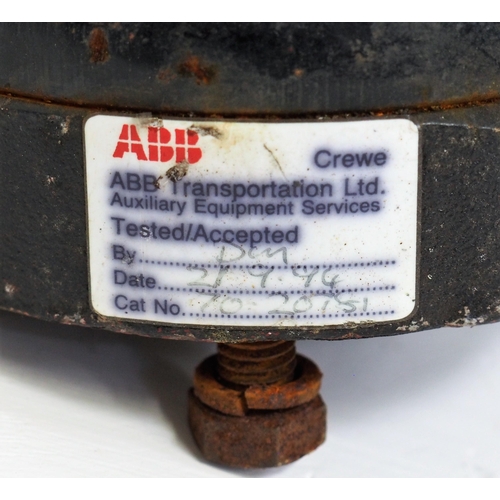 ABB
Crewe
ABB Transportation Ltd.
Auxiliary Equipment Services
Tested/Accepted
By
Date
Cat No.